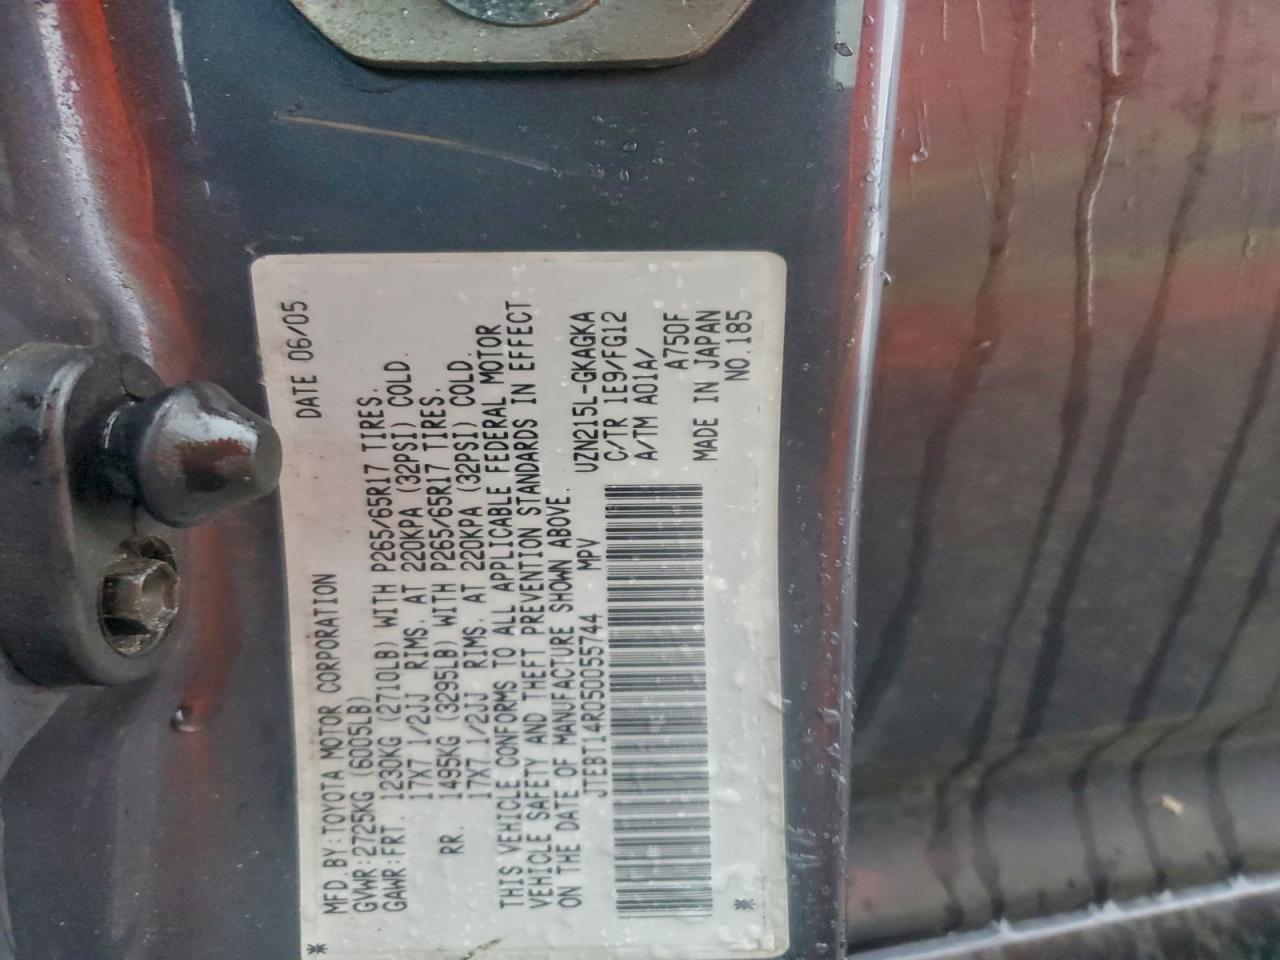 MFD. BY: TOYOTA MOTOR CORPORATION DATE 06/05
GVWR: 2725KG (6005LB)
GAWR: FRT. 1230KG (2710LB) WITH P265/65R17 TIRES.
17X7 1/2JJ RIMS. AT 220KPA (32PSI) COLD.
RR. 1495KG (3295LB) WITH P265/65R17 TIRES.
17X7 1/2JJ RIMS. AT 220KPA (32PSI) COLD.
THIS VEHICLE CONFORMS TO ALL APPLICABLE FEDERAL MOTOR
VEHICLE SAFETY AND THEFT PREVENTION STANDARDS IN EFFECT
ON THE DATE OF MANUFACTURE SHOWN ABOVE.
*JTEBT14R050055744* MPV
UZN215L-GKAGKA
C/TR 1E9/FG12
A/TM A01A/
A750F
MADE IN JAPAN
NO.185